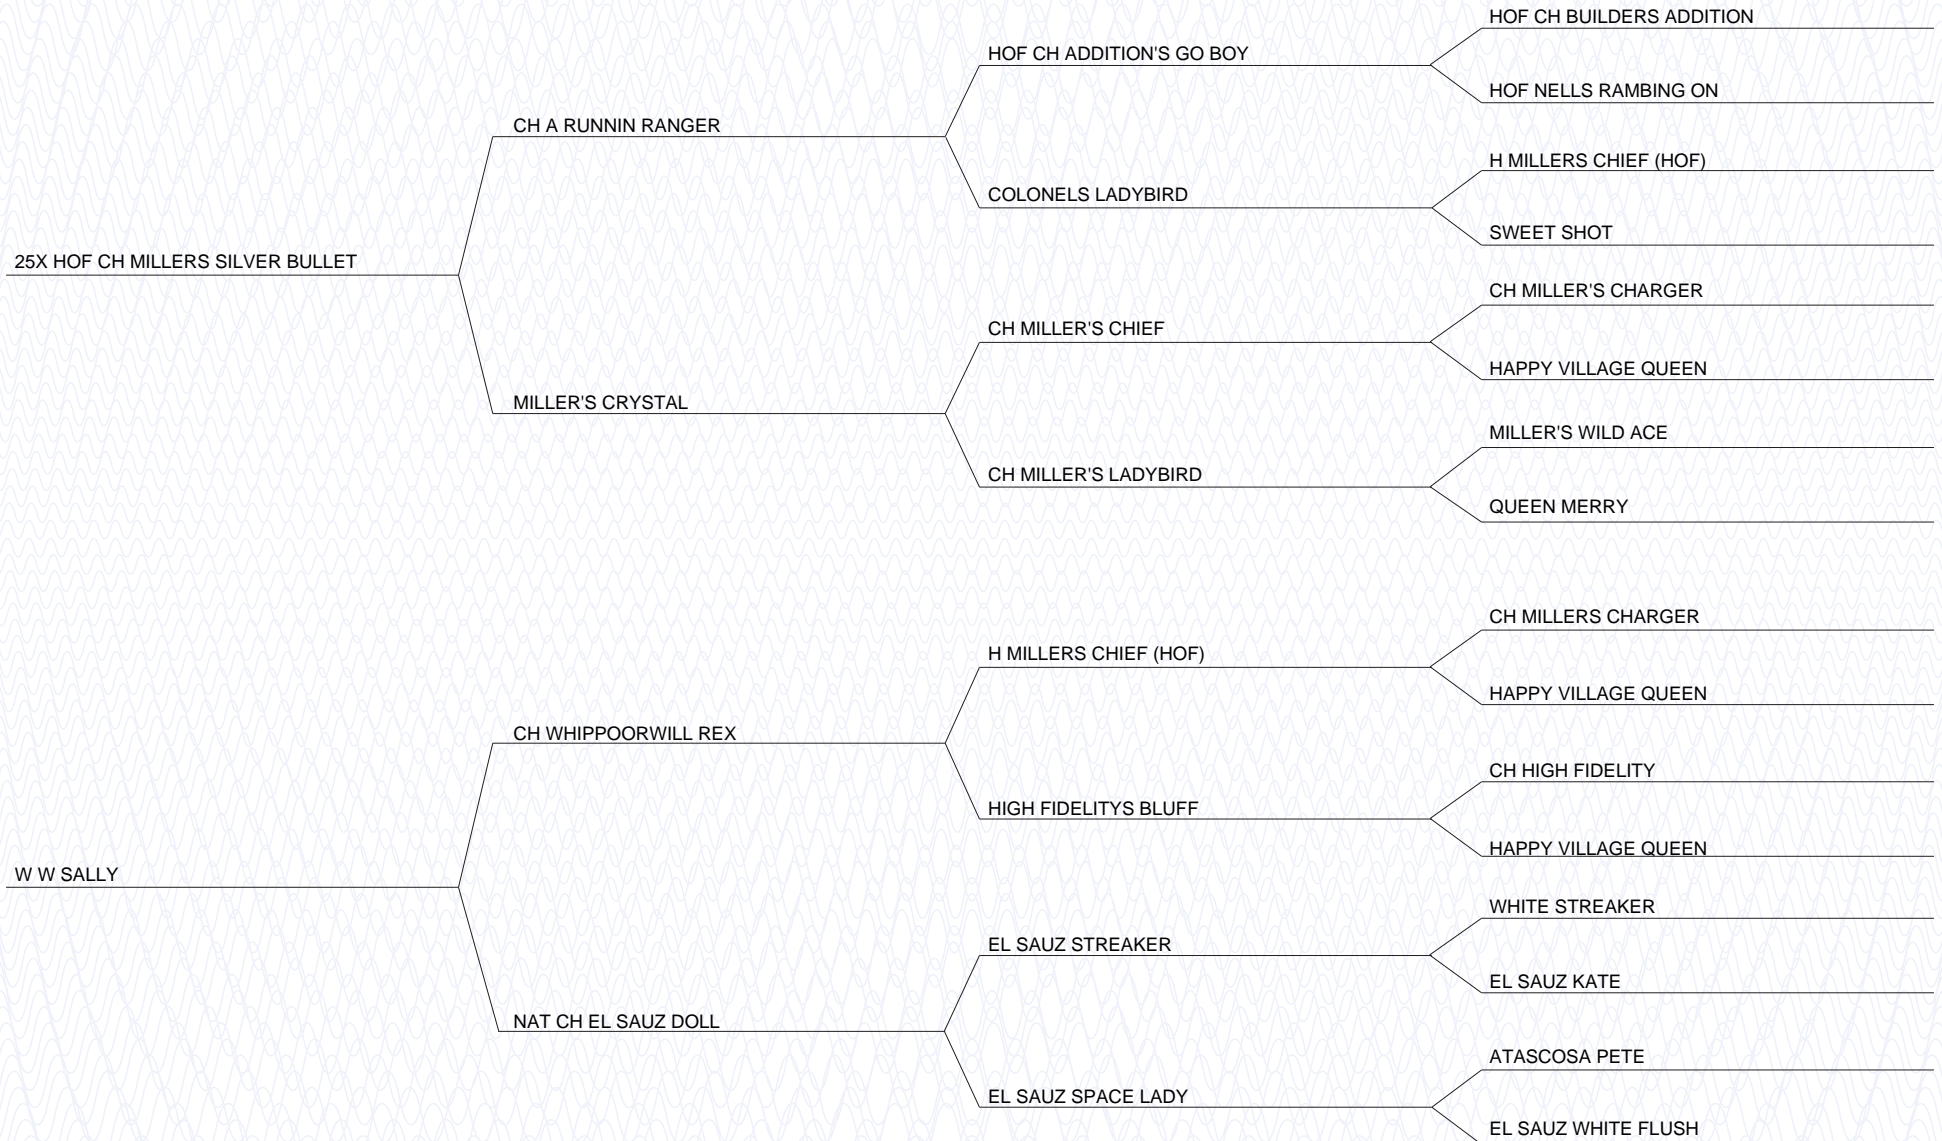 HOF CH BUILDERS ADDITION
HOF CH ADDITION'S GO BOY
HOF NELLS RAMBING ON
CH A RUNNIN RANGER
H MILLERS CHIEF (HOF)
COLONELS LADYBIRD
SWEET SHOT
25X HOF CH MILLERS SILVER BULLET
CH MILLER'S CHARGER
CH MILLER'S CHIEF
HAPPY VILLAGE QUEEN
MILLER'S CRYSTAL
MILLER'S WILD ACE
CH MILLER'S LADYBIRD
QUEEN MERRY
CH MILLERS CHARGER
H MILLERS CHIEF (HOF)
HAPPY VILLAGE QUEEN
CH WHIPPOORWILL REX
CH HIGH FIDELITY
HIGH FIDELITYS BLUFF
HAPPY VILLAGE QUEEN
W W SALLY
WHITE STREAKER
EL SAUZ STREAKER
EL SAUZ KATE
NAT CH EL SAUZ DOLL
ATASCOSA PETE
EL SAUZ SPACE LADY
EL SAUZ WHITE FLUSH